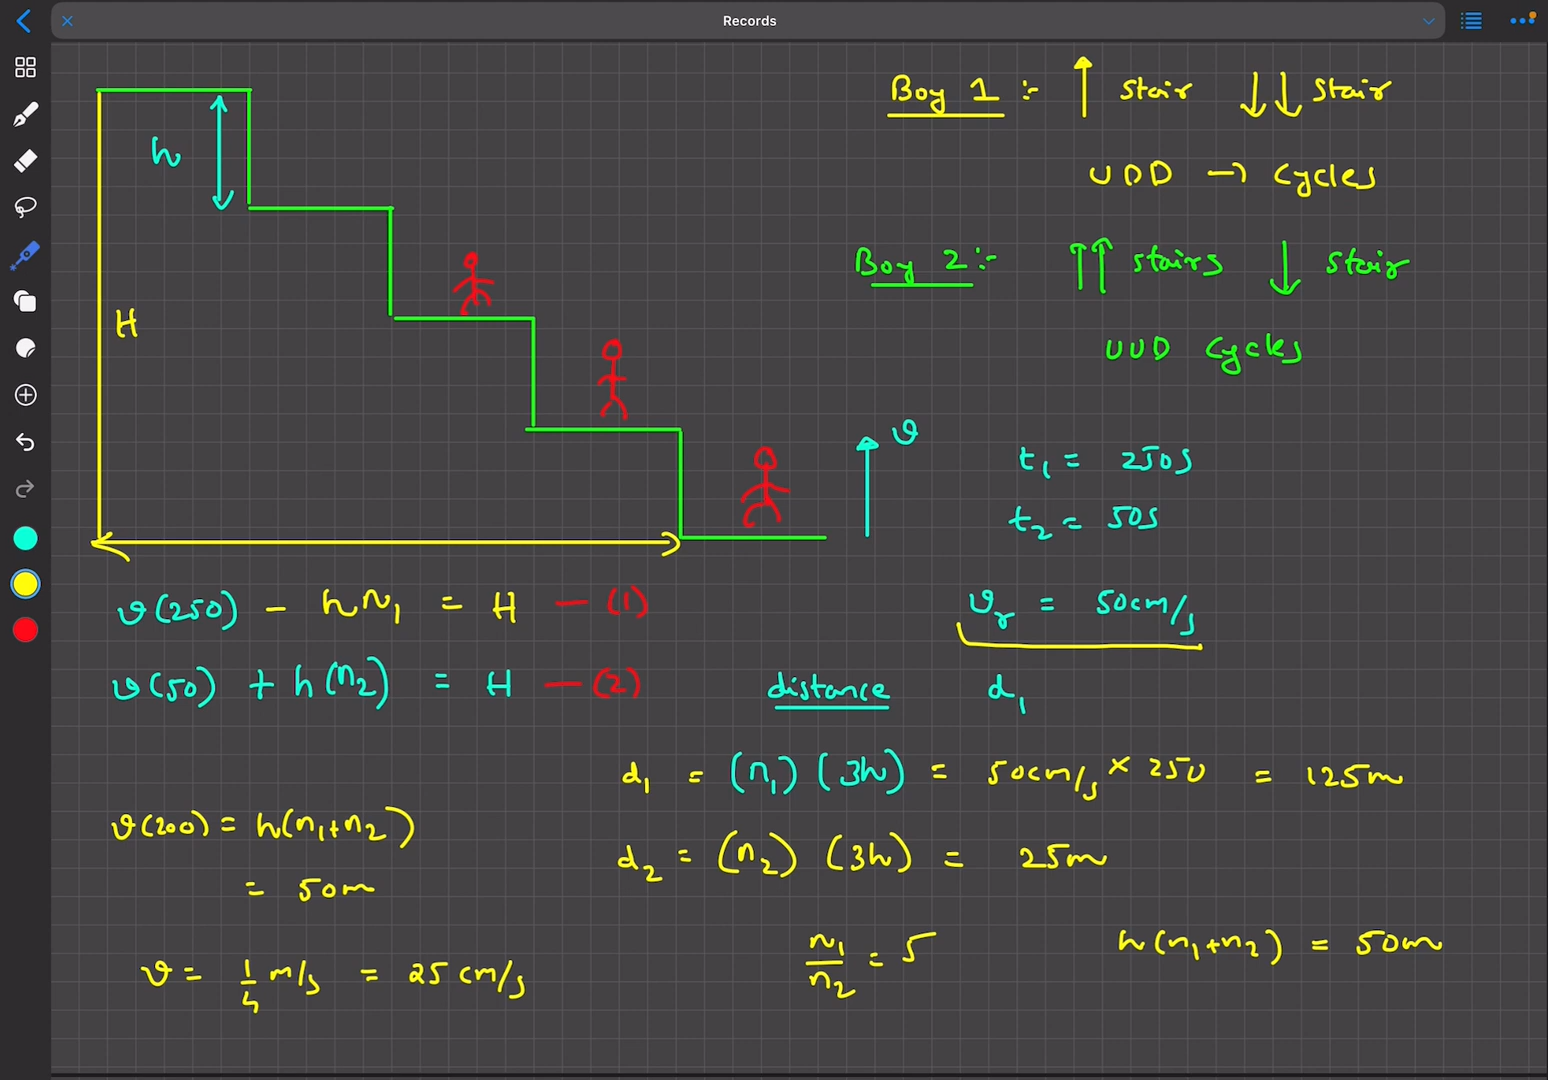 Records
Boy 1 :- ↑ stair ↓↓ stair
UDD → Cycles
h
Boy 2 :- ↑↑ stairs ↓ stair
UUD Cycles
H
v
t₁ = 250s
t₂ = 50s
v(250) - hn₁ = H — (1)
vᵣ = 50cm/s
v(50) + h(n₂) = H — (2)
distance d₁
d₁ = (n₁) (3h) = 50cm/s × 250 = 125m
v(200) = h(n₁+n₂)
= 50m
d₂ = (n₂) (3h) = 25m
n₁/n₂ = 5
h(n₁+n₂) = 50m
v = 1/4 m/s = 25 cm/s